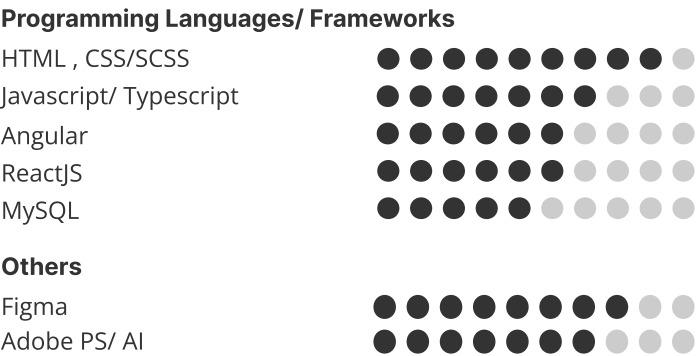 Programming Languages/ Frameworks
HTML , CSS/SCSS
Javascript/ Typescript
Angular
ReactJS
MySQL
Others
Figma
Adobe PS/ AI